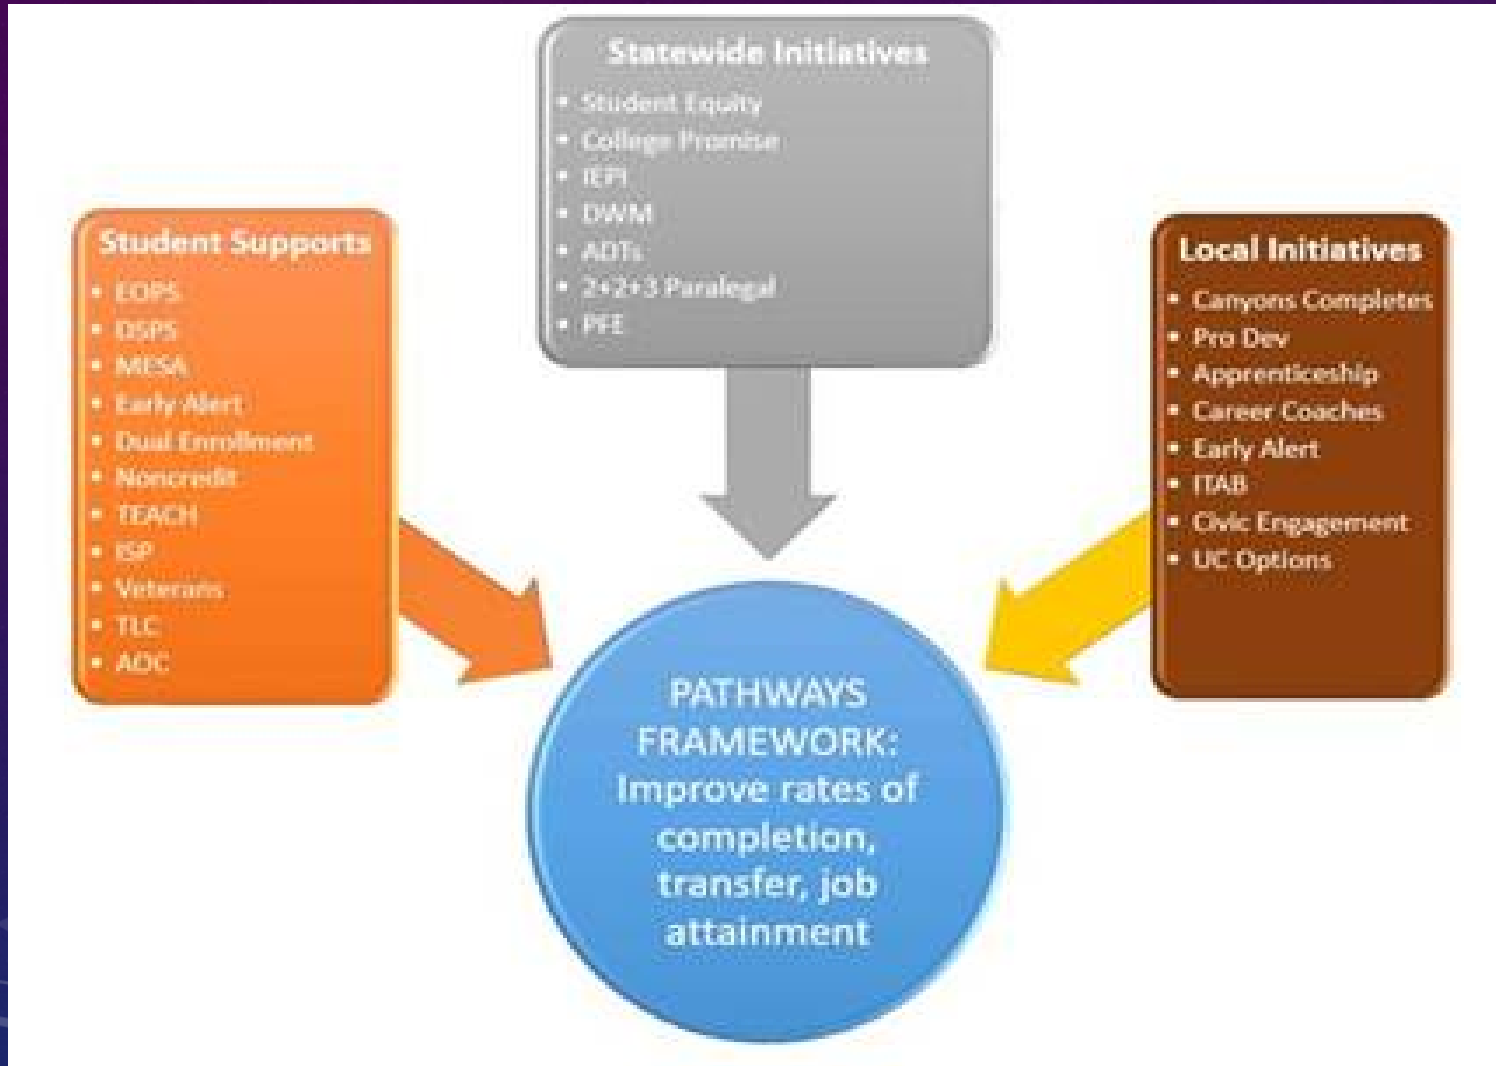 Statewide Initiatives
Student Equity
College Promise
IEPI
DWM
ADTs
2+2+3 Paralegal
PFE
Student Supports
EOPS
DSPS
MESA
Early Alert
Dual Enrollment
Noncredit
TEACH
ISP
Veterans
TLC
AOC
Local Initiatives
Canyons Completes
Pro Dev
Apprenticeship
Career Coaches
Early Alert
ITAB
Civic Engagement
UC Options
PATHWAYS
FRAMEWORK:
Improve rates of
completion,
transfer, job
attainment